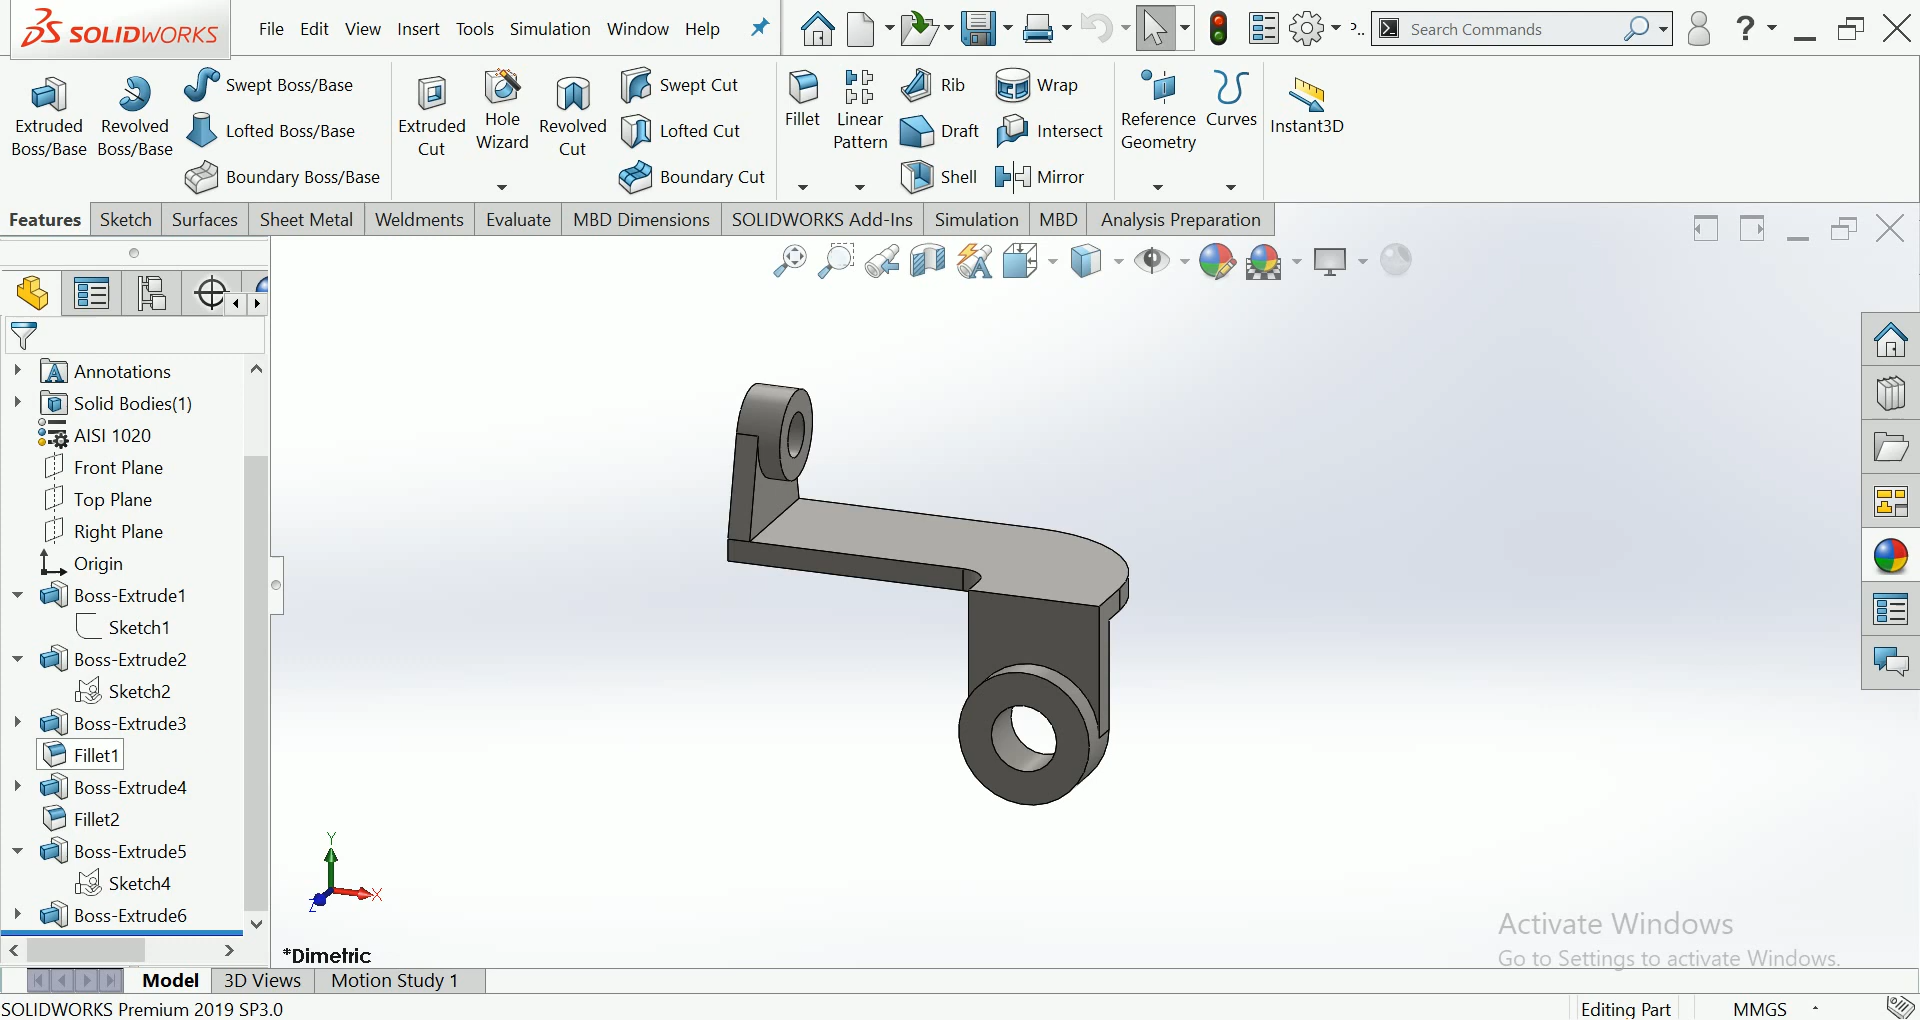 SOLIDWORKS
File Edit View Insert Tools Simulation Window Help
P.. Search Commands ?
Extruded Boss/Base
Revolved Boss/Base
Swept Boss/Base
Lofted Boss/Base
Boundary Boss/Base
Extruded Cut
Hole Wizard
Revolved Cut
Swept Cut
Lofted Cut
Boundary Cut
Fillet
Linear Pattern
Rib
Draft
Shell
Wrap
Intersect
Mirror
Reference Geometry
Curves
Instant3D
Features Sketch Surfaces Sheet Metal Weldments Evaluate MBD Dimensions SOLIDWORKS Add-Ins Simulation MBD Analysis Preparation
Annotations
Solid Bodies(1)
AISI 1020
Front Plane
Top Plane
Right Plane
Origin
Boss-Extrude1
Sketch1
Boss-Extrude2
Sketch2
Boss-Extrude3
Fillet1
Boss-Extrude4
Fillet2
Boss-Extrude5
Sketch4
Boss-Extrude6
Y
X
Z
*Dimetric
Activate Windows
Go to Settings to activate Windows.
Model 3D Views Motion Study 1
SOLIDWORKS Premium 2019 SP3.0
Editing Part MMGS